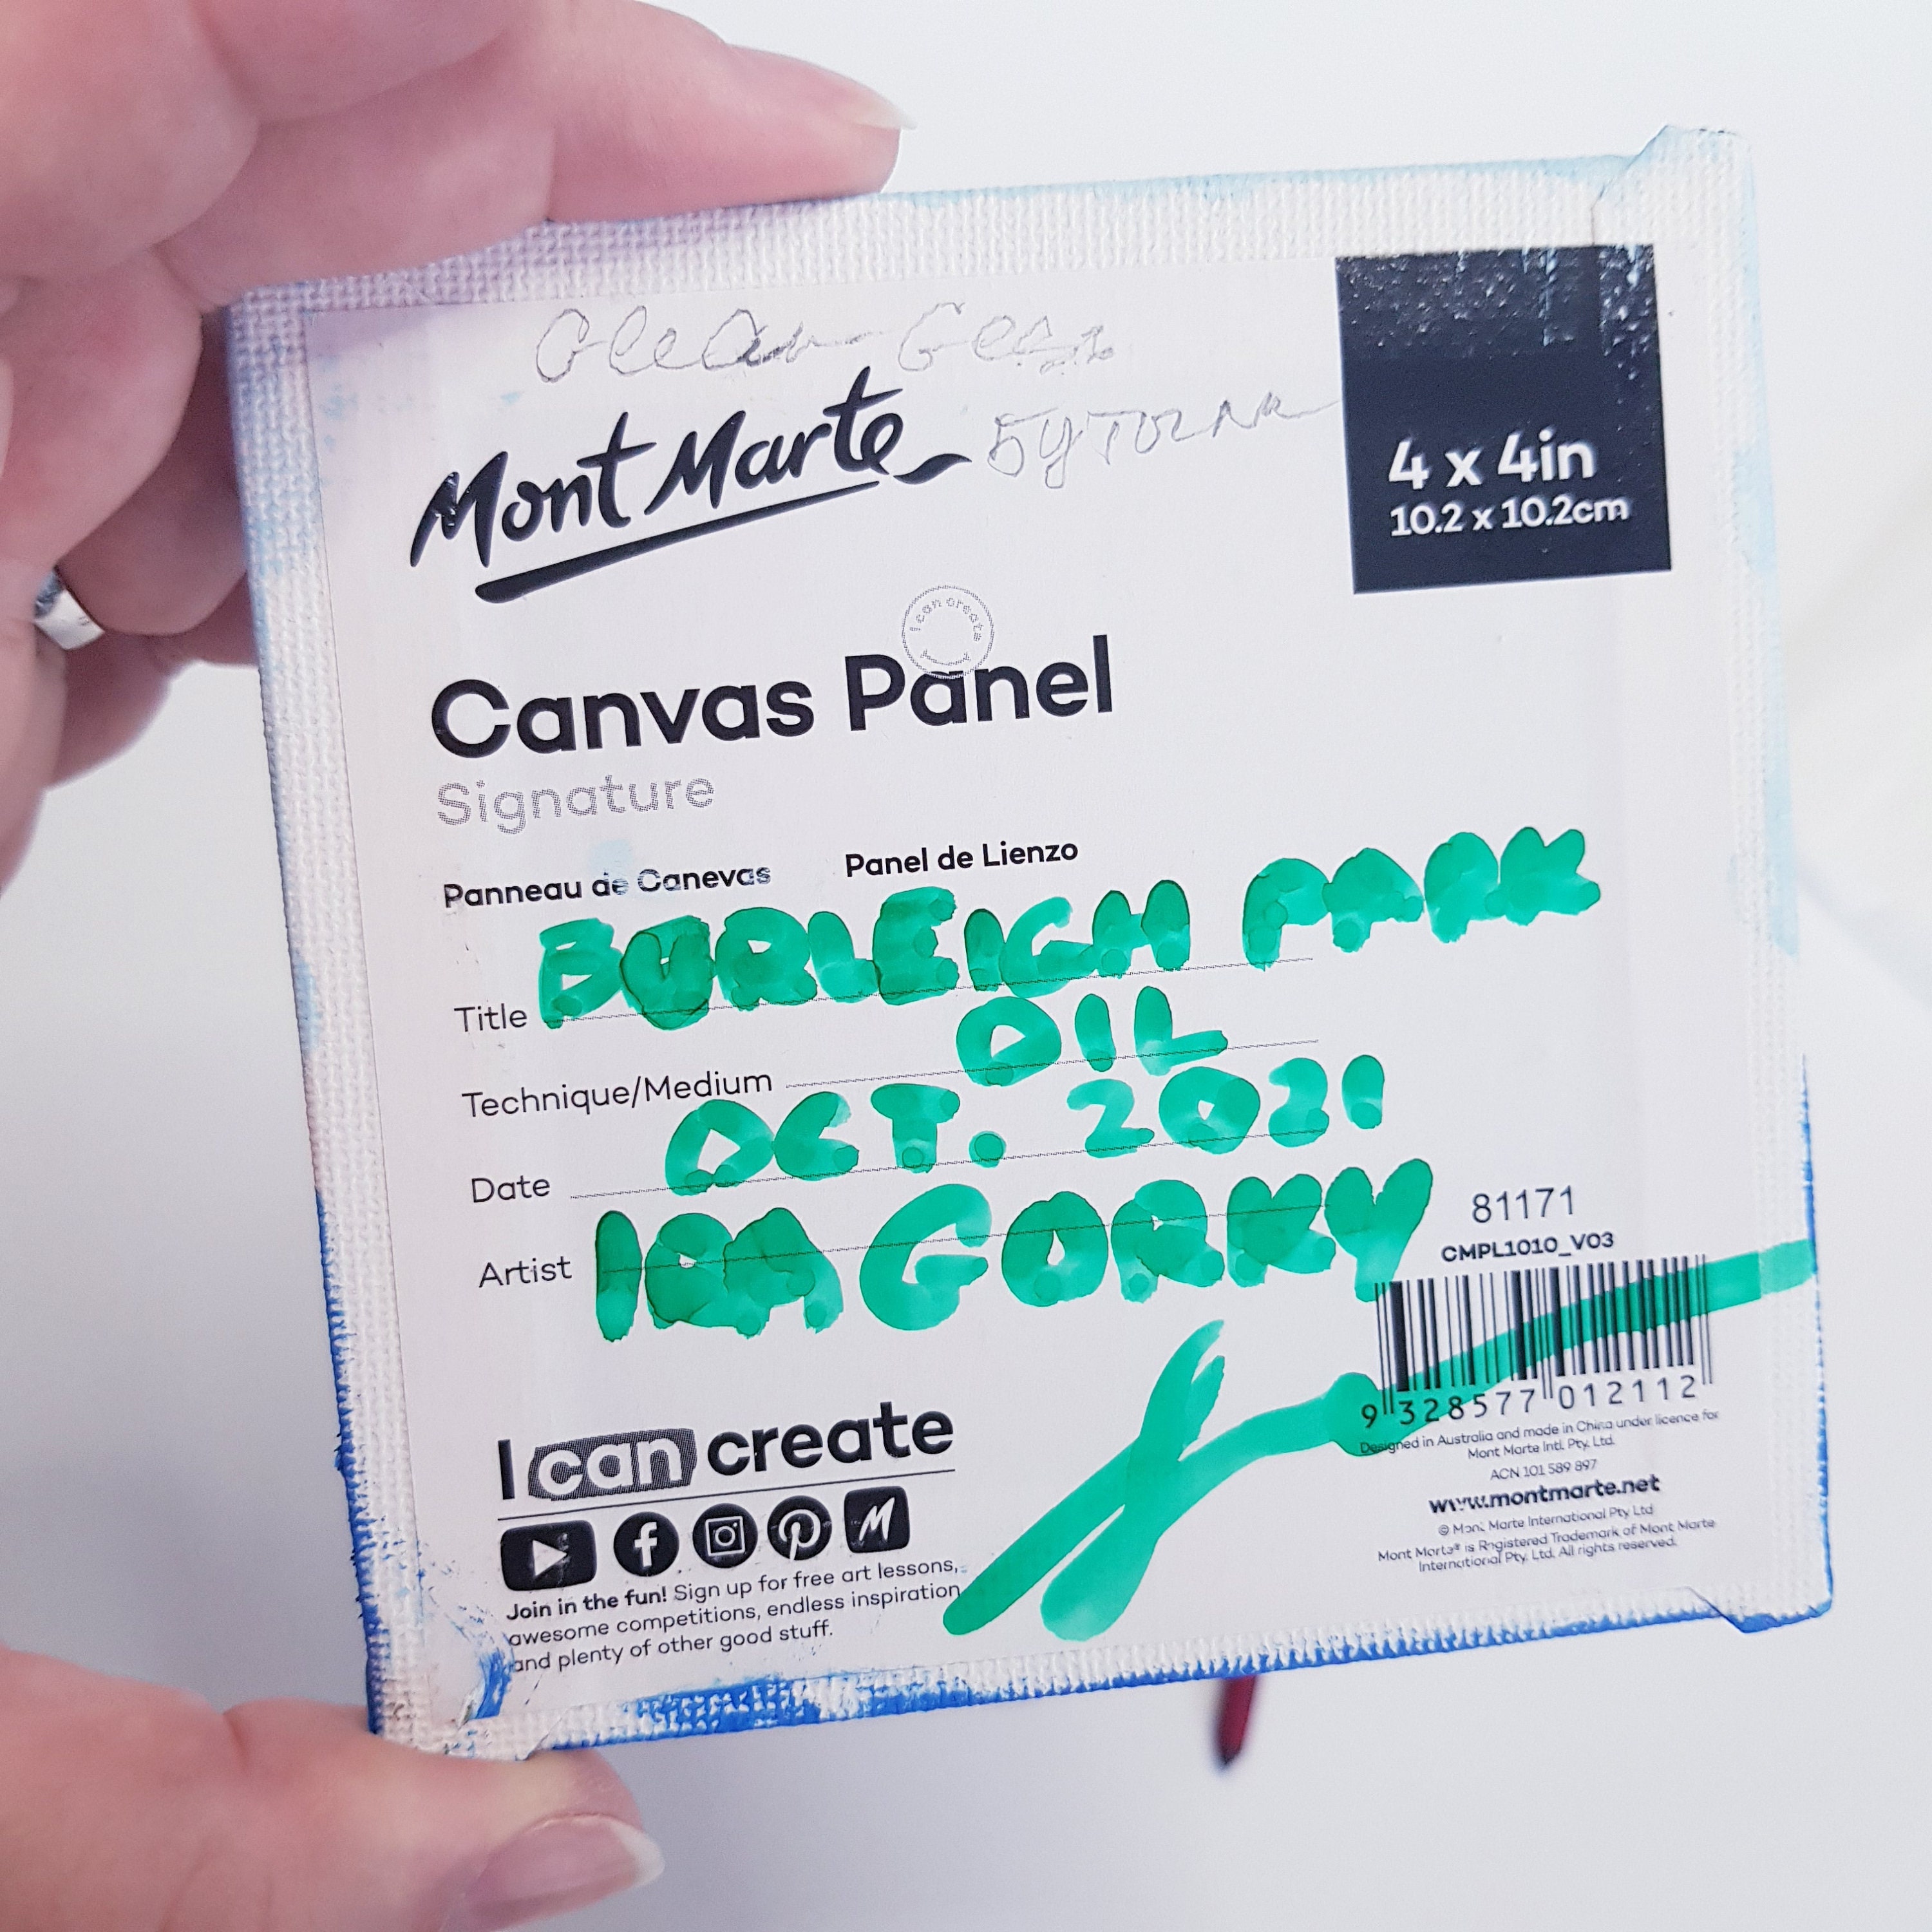 Mont Marte
4 x 4in
10.2 x 10.2cm
I can create
Canvas Panel
Signature
Panneau de Canevas Panel de Lienzo
Title BURLEIGH PARK
Technique/Medium OIL
Date OCT. 2021
Artist IRA GORKY
81171
CMPL1010_V03
9 328577 012112
Designed in Australia and made in China under licence for
Mont Marte Intl. Pty. Ltd.
ACN 101 589 897
www.montmarte.net
© Mont Marte International Pty Ltd
Mont Marte® is Registered Trademark of Mont Marte
International Pty. Ltd. All rights reserved.
I can create
Join in the fun! Sign up for free art lessons,
awesome competitions, endless inspiration
and plenty of other good stuff.